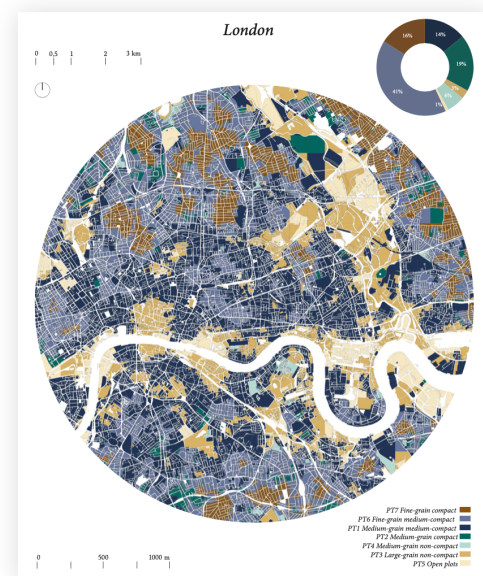 London
0 0,5 1 2 3 km
16%
14%
19%
41%
1%
PT7 Fine-grain compact
PT6 Fine-grain medium-compact
PT1 Medium-grain medium-compact
PT2 Medium-grain compact
PT4 Medium-grain non-compact
PT3 Large-grain non-compact
PT5 Open plots
0 500 1000 m